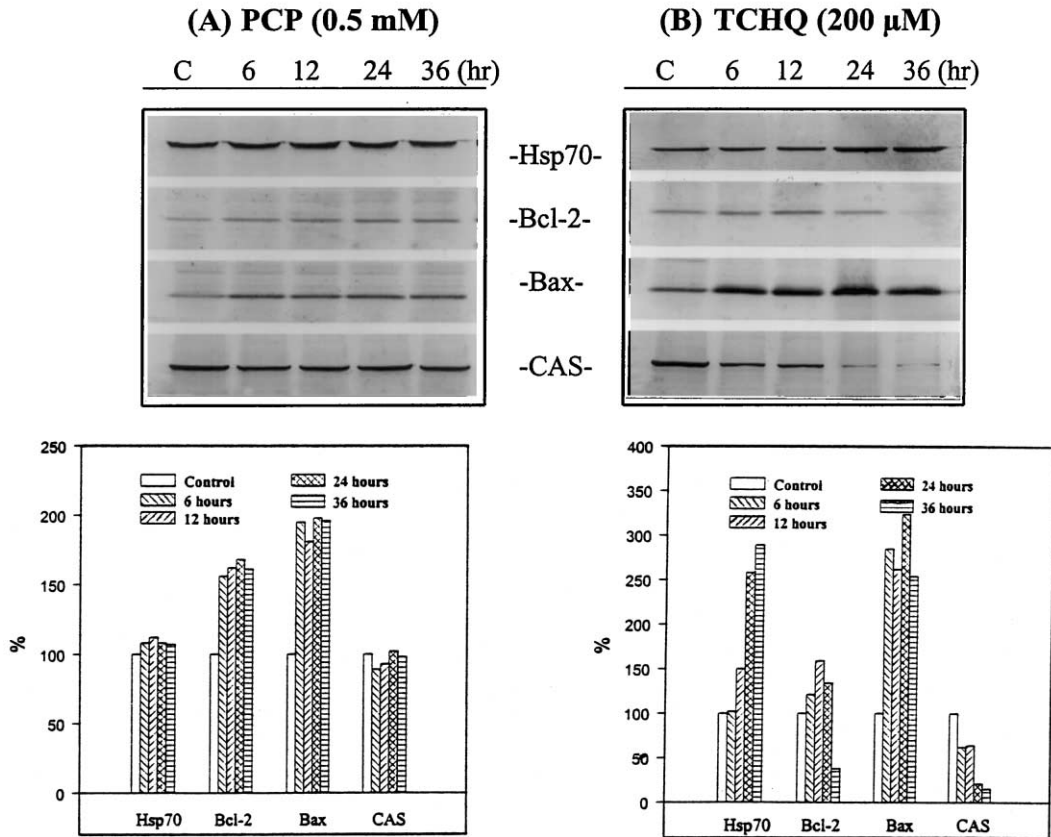 (A) PCP (0.5 mM)
C 6 12 24 36 (hr)
(B) TCHQ (200 µM)
C 6 12 24 36 (hr)
-Hsp70-
-Bcl-2-
-Bax-
-CAS-
250
200
150
100
50
0
%
Control
6 hours
12 hours
24 hours
36 hours
Hsp70 Bcl-2 Bax CAS
400
350
300
250
200
150
100
50
0
%
Control
6 hours
12 hours
24 hours
36 hours
Hsp70 Bcl-2 Bax CAS